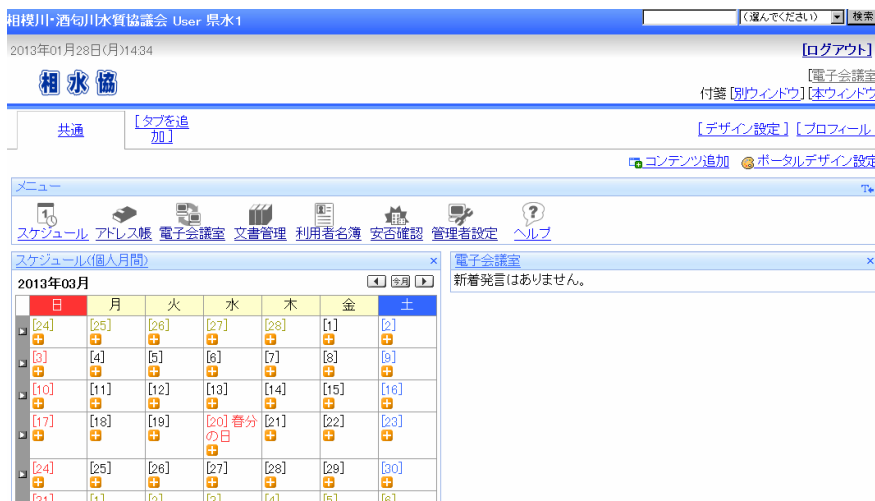 相模川・酒匂川水質協議会 User 県水1
(選んでください) 検索
2013年01月28日(月)14:34
[ログアウト]
相水協
[電子会議室
付箋 [別ウィンドウ] [本ウィンドウ
共通
[タブを追加]
[デザイン設定] [プロフィール
コンテンツ追加 ポータルデザイン設定
メニュー
スケジュール アドレス帳 電子会議室 文書管理 利用者名簿 安否確認 管理者設定 ヘルプ
スケジュール(個人月間) ×
電子会議室 ×
2013年03月 今月
新着発言はありません。
日 月 火 水 木 金 土
[24] [25] [26] [27] [28] [1] [2]
[3] [4] [5] [6] [7] [8] [9]
[10] [11] [12] [13] [14] [15] [16]
[17] [18] [19] [20] 春分の日 [21] [22] [23]
[24] [25] [26] [27] [28] [29] [30]
[31] [1] [2] [3] [4] [5] [6]